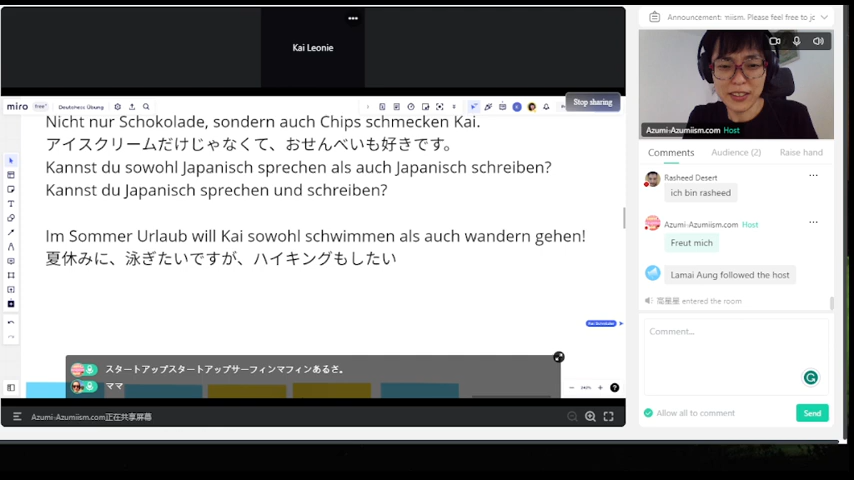 Kai Leonie
Announcement: mism. Please feel free to jo
miro free Deutsches Übung
Stop sharing
Nicht nur Schokolade, sondern auch Chips schmecken Kai.
アイスクリームだけじゃなくて、おせんべいも好きです。
Kannst du sowohl Japanisch sprechen als auch Japanisch schreiben?
Kannst du Japanisch sprechen und schreiben?
Im Sommer Urlaub will Kai sowohl schwimmen als auch wandern gehen!
夏休みに、泳ぎたいですが、ハイキングもしたい
スタートアップスタートアップサーフィンマフィンあるさ。
ママ
Azumi-Azumiism.com正在共享屏幕
Azumi-Azumiism.com Host
Comments Audience (2) Raise hand
Rasheed Desert
ich bin rasheed
Azumi-Azumiism.com Host
Freut mich
Lamai Aung followed the host
entered the room
Comment...
Allow all to comment
Send